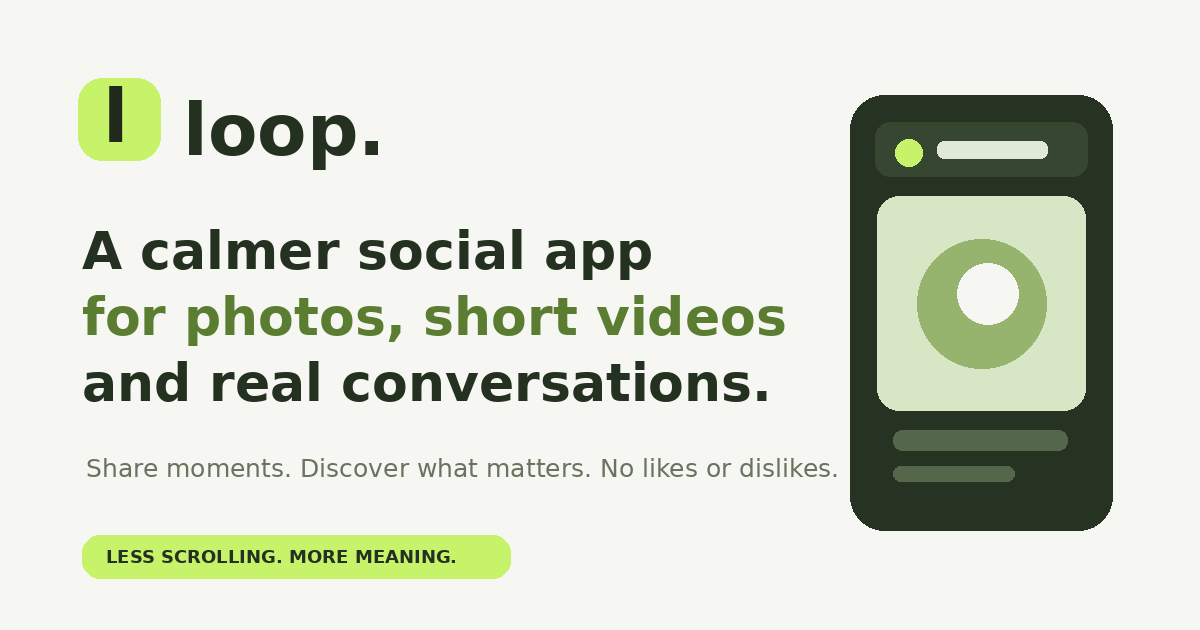 l loop.
A calmer social app
for photos, short videos
and real conversations.
Share moments. Discover what matters. No likes or dislikes.
LESS SCROLLING. MORE MEANING.